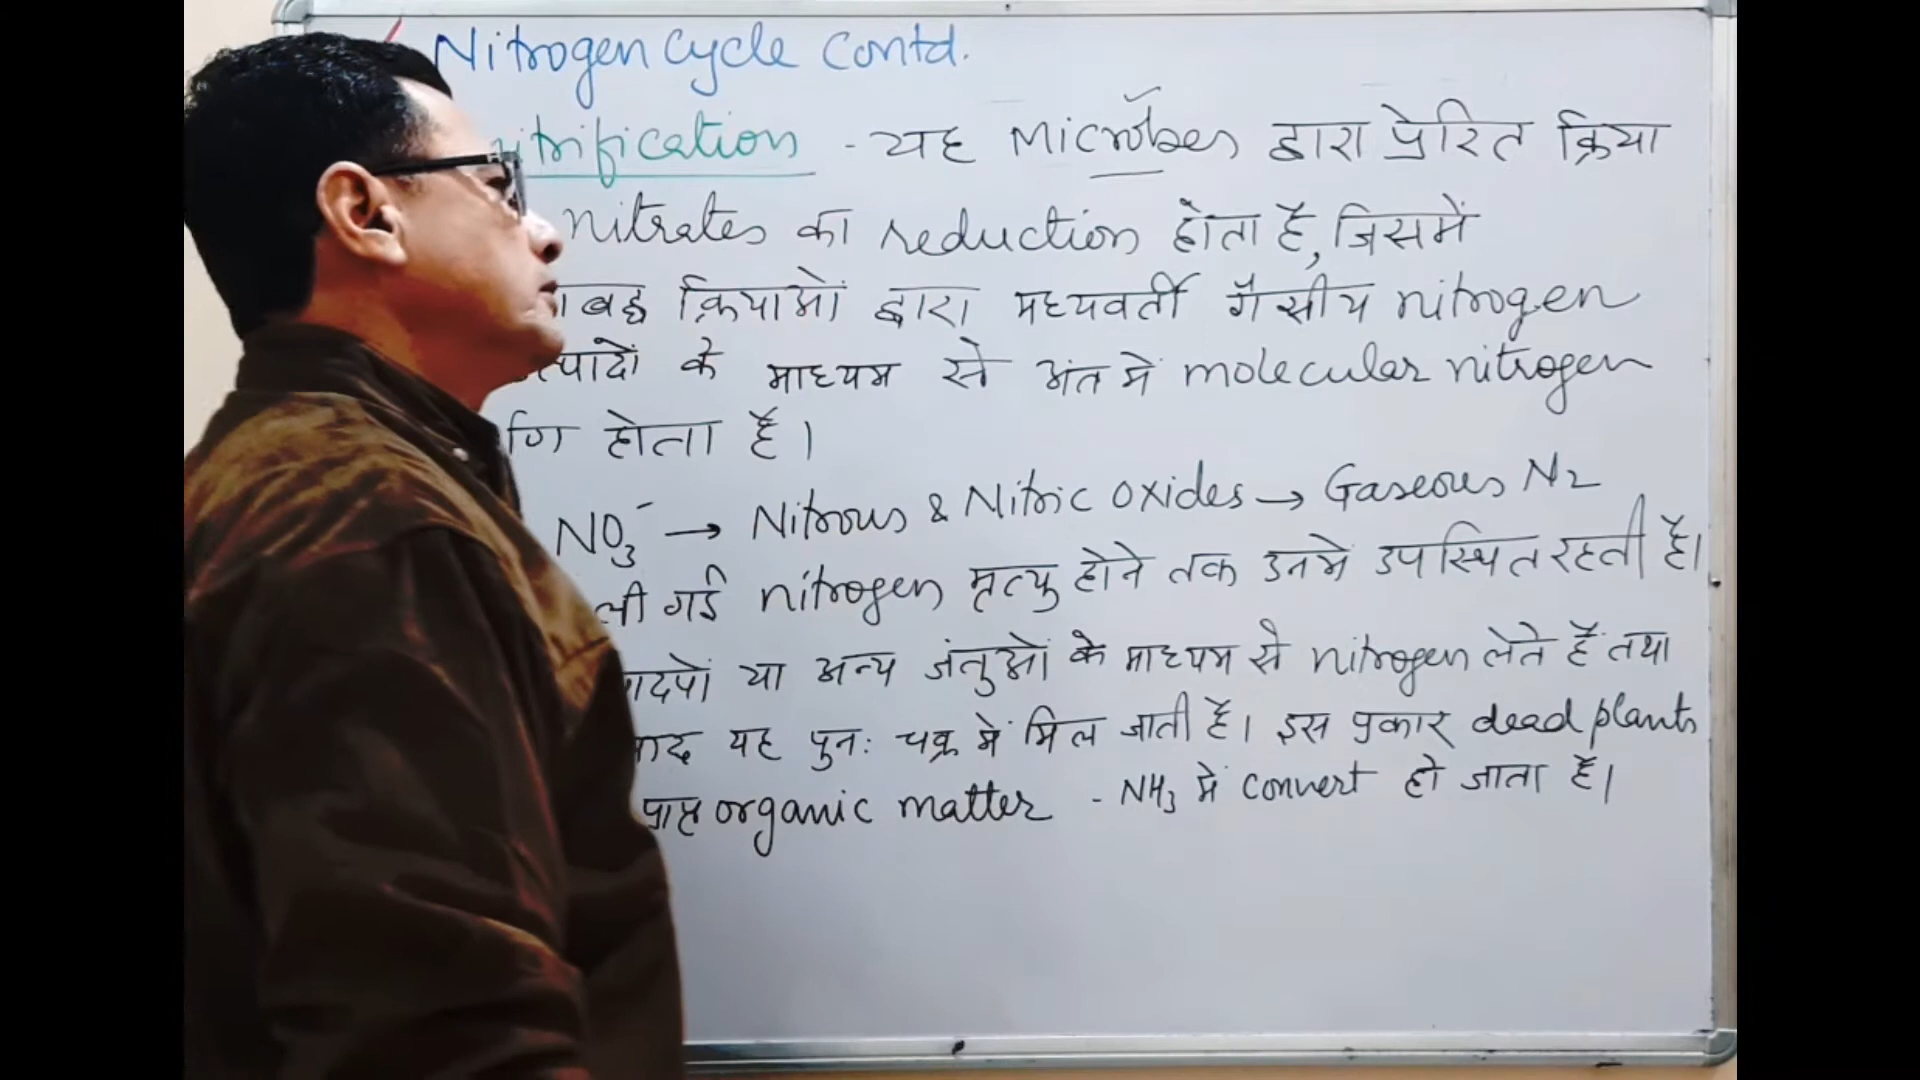 Nitrogen cycle contd.
नitrification - यह Microbes द्वारा प्रेरित क्रिया
nitrates का reduction होता है, जिसमें
बद्ध क्रियाओं द्वारा मध्यवर्ती गैसीय nitrogen
के माध्यम से अंत में molecular nitrogen
होता है।
NO₃⁻ → Nitrous & Nitric oxides → Gaseous N₂
ली गई nitrogen मृत्यु होने तक उनमे उपस्थित रहती है।
या अन्य जंतुओं के माध्यम से nitrogen लेते हैं तथा
यह पुनः चक्र में मिल जाती है। इस प्रकार dead plants
प्राप्त organic matter - NH₃ में convert हो जाता है।